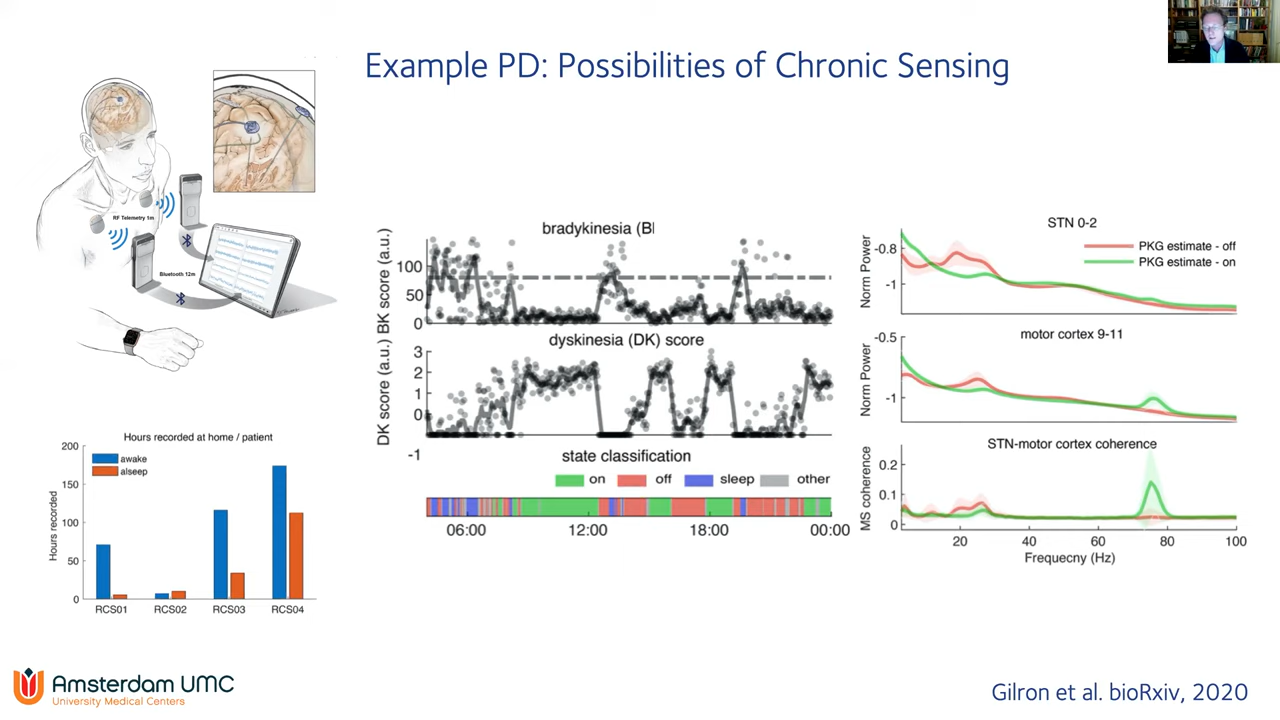 Example PD: Possibilities of Chronic Sensing
RF Telemetry 1m
Bluetooth 12m
Hours recorded at home / patient
200
150
100
50
0
Hours recorded
awake
alseep
RCS01 RCS02 RCS03 RCS04
bradykinesia (Bl
BK score (a.u.)
100
50
0
dyskinesia (DK) score
DK score (a.u.)
3
2
1
0
-1
state classification
on off sleep other
06:00 12:00 18:00 00:00
STN 0-2
Norm Power
-0.8
-1
PKG estimate - off
PKG estimate - on
motor cortex 9-11
Norm Power
-0.5
-1
STN-motor cortex coherence
MS coherence
0.2
0.1
0
20 40 60 80 100
Frequecny (Hz)
Amsterdam UMC
University Medical Centers
Gilron et al. bioRxiv, 2020